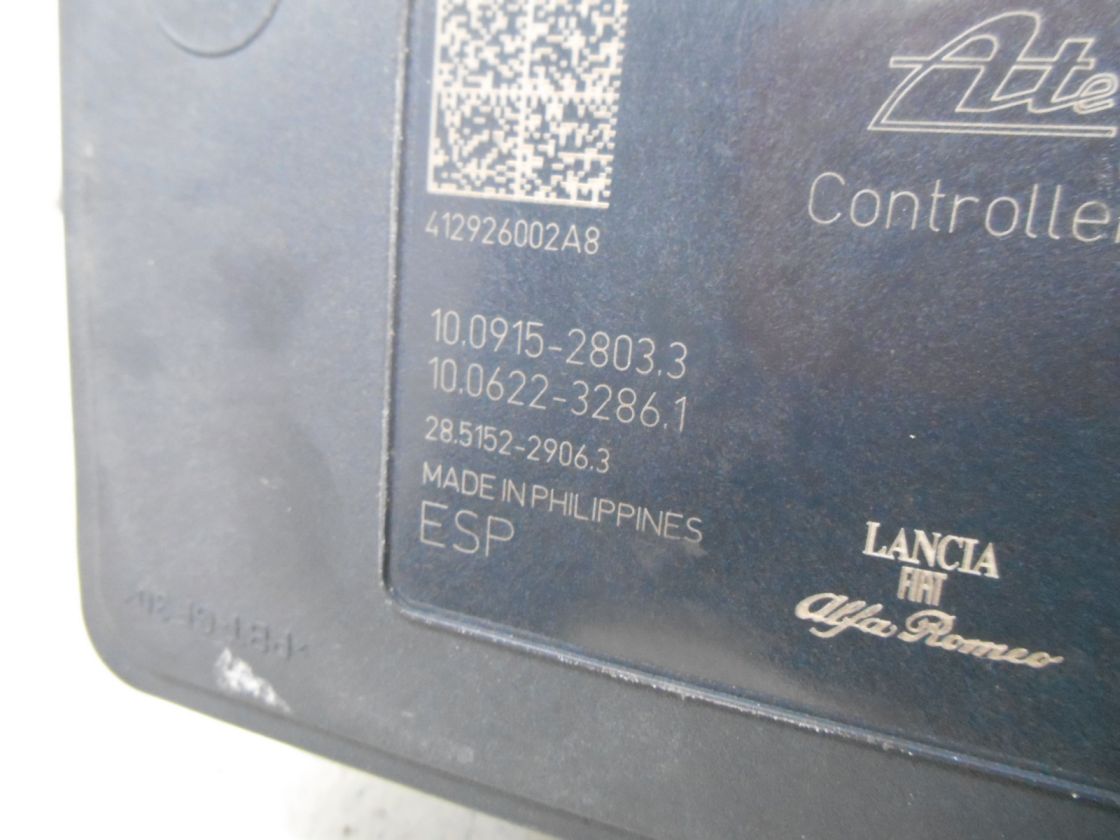 Ate
Controlle
412926002A8
10.0915-2803.3
10.0622-3286.1
28.5152-2906.3
MADE IN PHILIPPINES
ESP
LANCIA
FIAT
Alfa Romeo